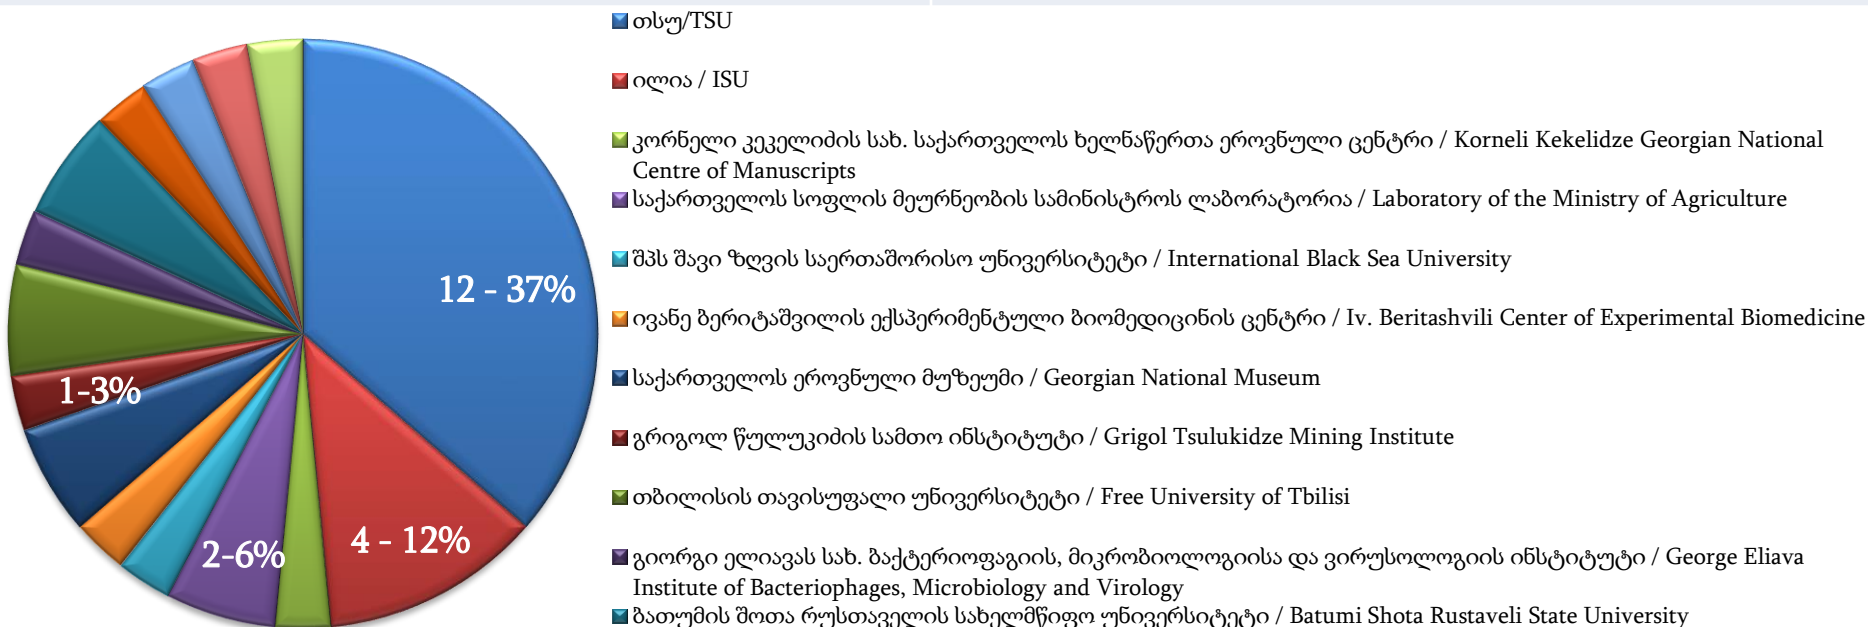 თსუ/TSU
ილია / ISU
კორნელი კეკელიძის სახ. საქართველოს ხელნაწერთა ეროვნული ცენტრი / Korneli Kekelidze Georgian National
Centre of Manuscripts
საქართველოს სოფლის მეურნეობის სამინისტროს ლაბორატორია / Laboratory of the Ministry of Agriculture
შპს შავი ზღვის საერთაშორისო უნივერსიტეტი / International Black Sea University
ივანე ბერიტაშვილის ექსპერიმენტული ბიომედიცინის ცენტრი / Iv. Beritashvili Center of Experimental Biomedicine
საქართველოს ეროვნული მუზეუმი / Georgian National Museum
გრიგოლ წულუკიძის სამთო ინსტიტუტი / Grigol Tsulukidze Mining Institute
თბილისის თავისუფალი უნივერსიტეტი / Free University of Tbilisi
გიორგი ელიავას სახ. ბაქტერიოფაგიის, მიკრობიოლოგიისა და ვირუსოლოგიის ინსტიტუტი / George Eliava
Institute of Bacteriophages, Microbiology and Virology
ბათუმის შოთა რუსთაველის სახელმწიფო უნივერსიტეტი / Batumi Shota Rustaveli State University
12 - 37%
1-3%
2-6%
4 - 12%